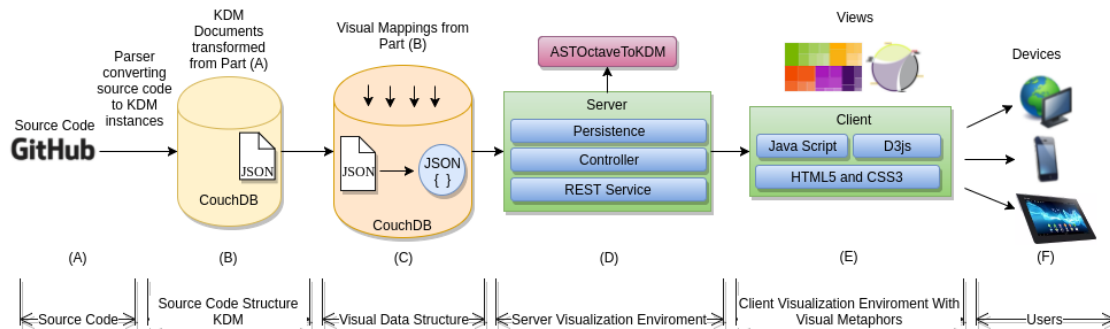 Source Code
GitHub
Parser
converting
source code
to KDM
instances
KDM
Documents
transformed
from Part (A)
JSON
CouchDB
Visual Mappings from
Part (B)
JSON
JSON
{ }
CouchDB
ASTOctaveToKDM
Server
Persistence
Controller
REST Service
Views
Client
Java Script
D3js
HTML5 and CSS3
Devices
(A)
(B)
(C)
(D)
(E)
(F)
Source Code
Source Code Structure
KDM
Visual Data Structure
Server Visualization Enviroment
Client Visualization Enviroment With
Visual Metaphors
Users